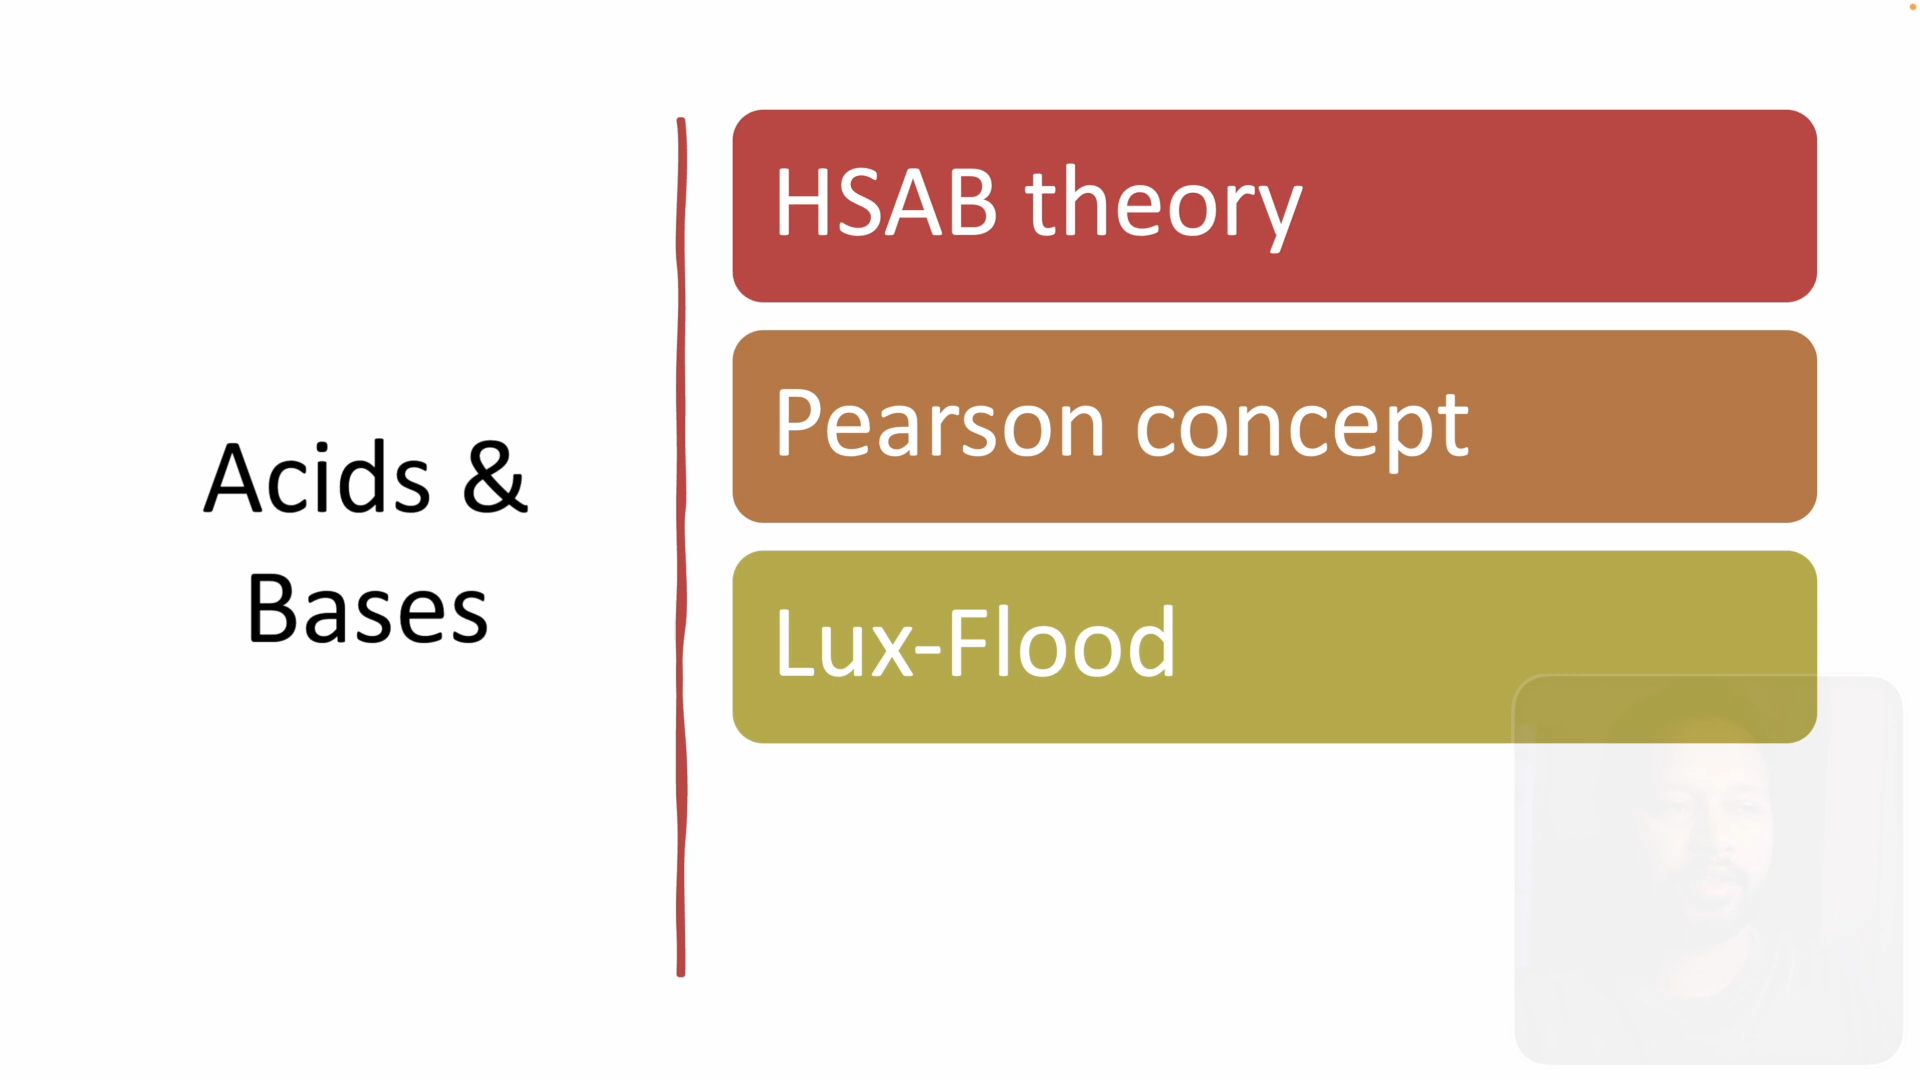 Acids &
Bases
HSAB theory
Pearson concept
Lux-Flood